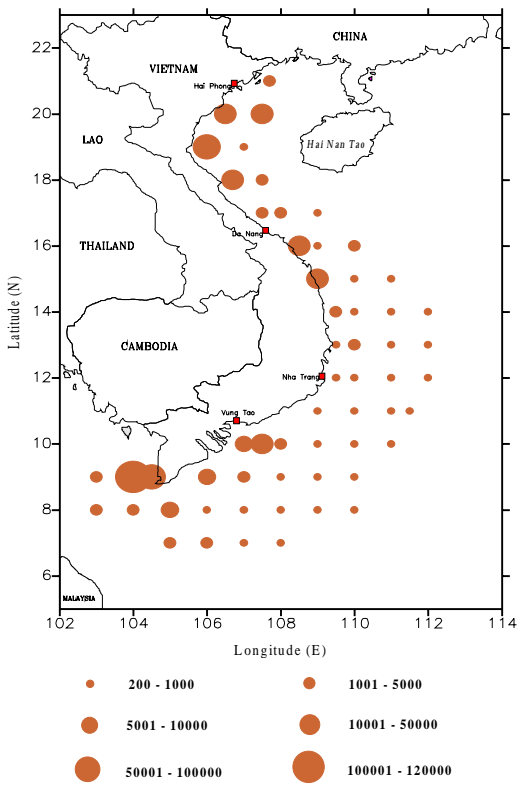 CHINA
22
VIETNAM
Hai Phong
20
LAO
Hai Nan Tao
18
Da Nang
16
THAILAND
14
CAMBODIA
Nha Trang
12
Vung Tao
10
8
6
MALAYSIA
Latitude (N)
102 104 106 108 110 112 114
Longitude (E)
200 - 1000 1001 - 5000
5001 - 10000 10001 - 50000
50001 - 100000 100001 - 120000